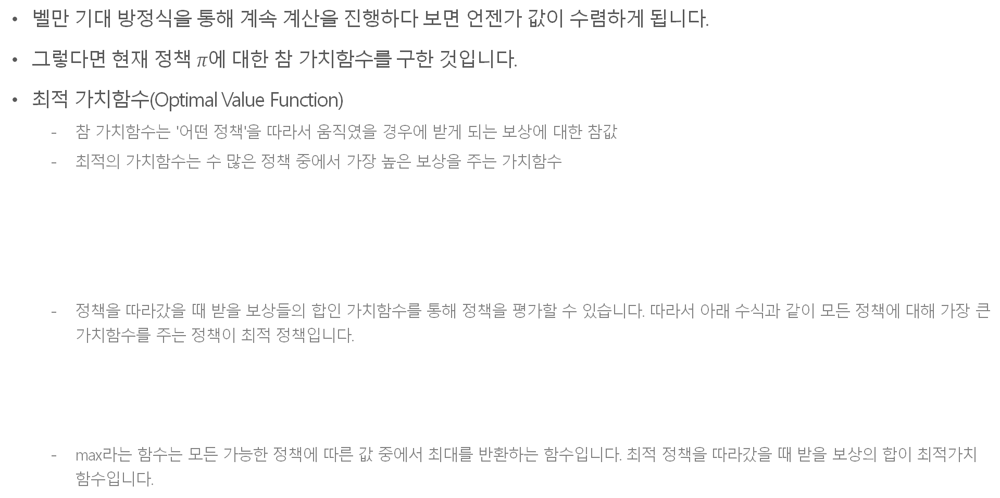 • 벨만 기대 방정식을 통해 계속 계산을 진행하다 보면 언젠가 값이 수렴하게 됩니다.
• 그렇다면 현재 정책 π에 대한 참 가치함수를 구한 것입니다.
• 최적 가치함수(Optimal Value Function)
- 참 가치함수는 '어떤 정책'을 따라서 움직였을 경우에 받게 되는 보상에 대한 참값
- 최적의 가치함수는 수 많은 정책 중에서 가장 높은 보상을 주는 가치함수
- 정책을 따라갔을 때 받을 보상들의 합인 가치함수를 통해 정책을 평가할 수 있습니다. 따라서 아래 수식과 같이 모든 정책에 대해 가장 큰
가치함수를 주는 정책이 최적 정책입니다.
- max라는 함수는 모든 가능한 정책에 따른 값 중에서 최대를 반환하는 함수입니다. 최적 정책을 따라갔을 때 받을 보상의 합이 최적가치
함수입니다.